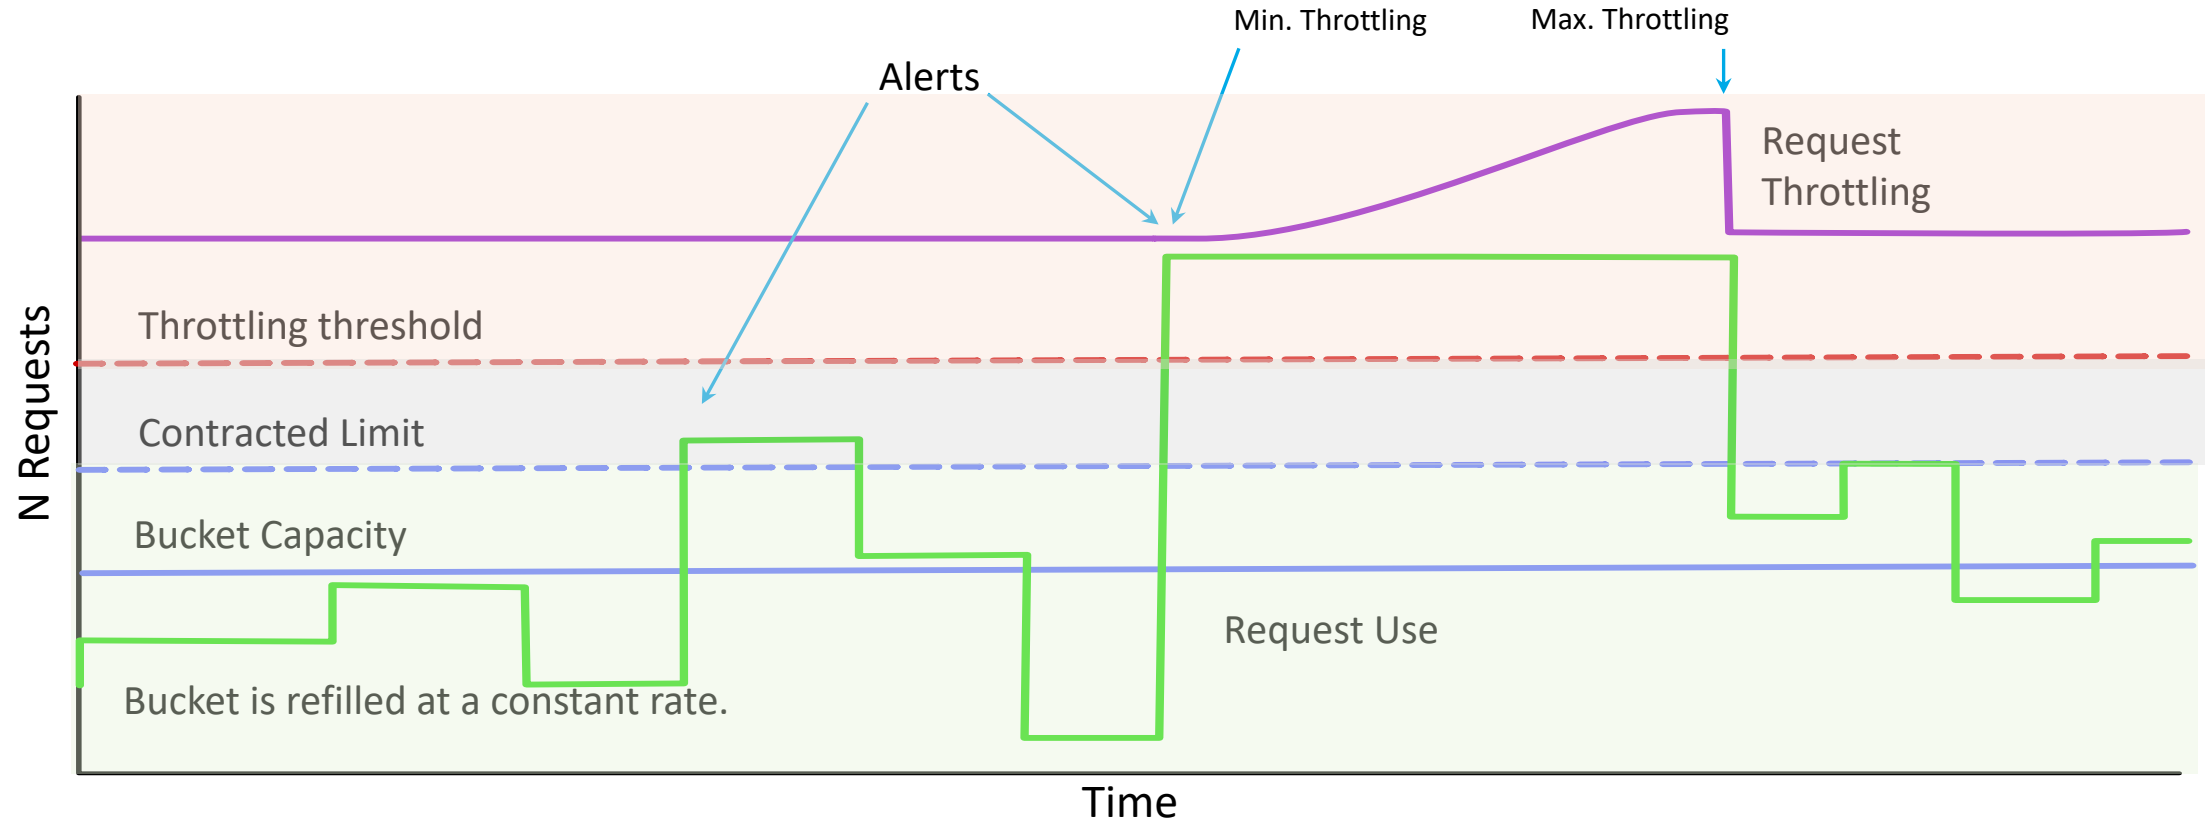 Min. Throttling
Max. Throttling
Alerts
Request
Throttling
Throttling threshold
Contracted Limit
Bucket Capacity
Request Use
Bucket is refilled at a constant rate.
N Requests
Time